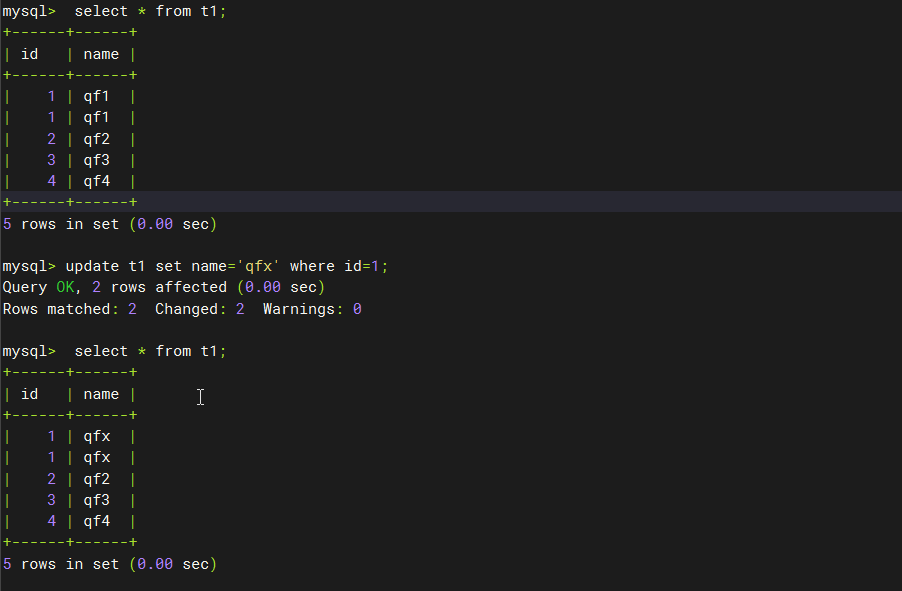 mysql>  select * from t1;
+------+------+
| id   | name |
+------+------+
|    1 | qf1  |
|    1 | qf1  |
|    2 | qf2  |
|    3 | qf3  |
|    4 | qf4  |
+------+------+
5 rows in set (0.00 sec)

mysql> update t1 set name='qfx' where id=1;
Query OK, 2 rows affected (0.00 sec)
Rows matched: 2  Changed: 2  Warnings: 0

mysql>  select * from t1;
+------+------+
| id   | name |
+------+------+
|    1 | qfx  |
|    1 | qfx  |
|    2 | qf2  |
|    3 | qf3  |
|    4 | qf4  |
+------+------+
5 rows in set (0.00 sec)